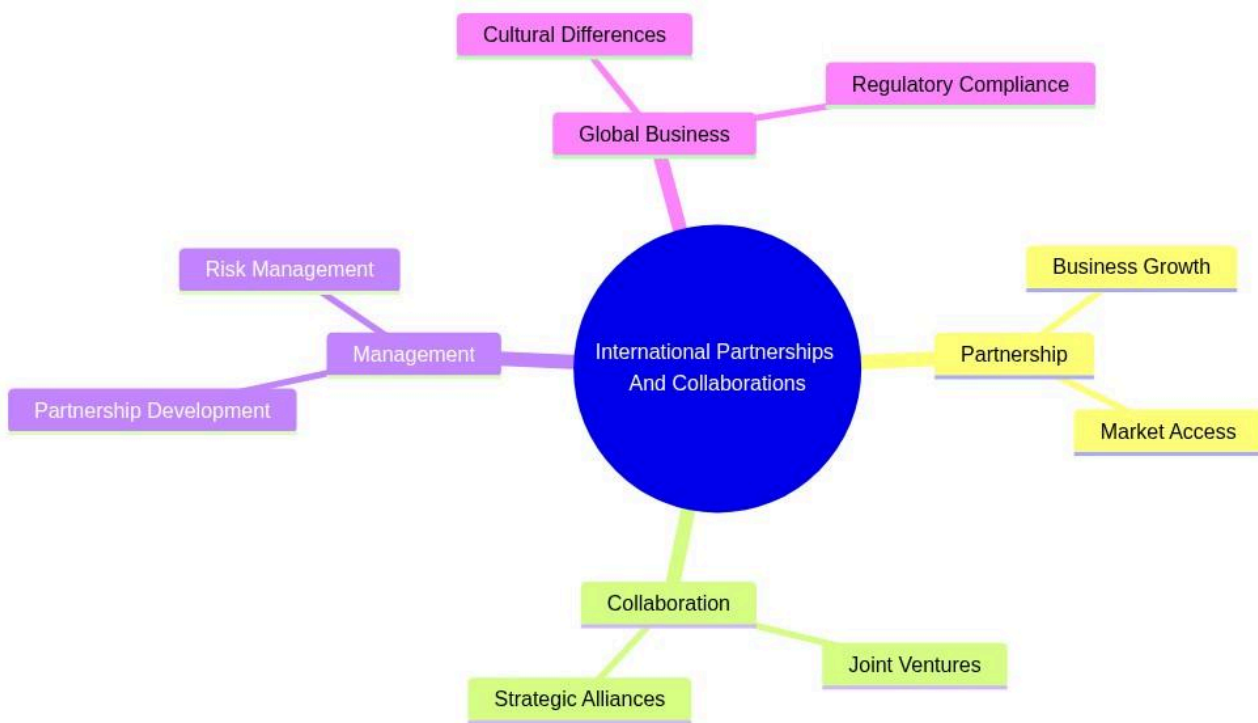 Cultural Differences
Regulatory Compliance
Global Business
Risk Management
Business Growth
Management
International Partnerships
And Collaborations
Partnership
Partnership Development
Market Access
Collaboration
Joint Ventures
Strategic Alliances